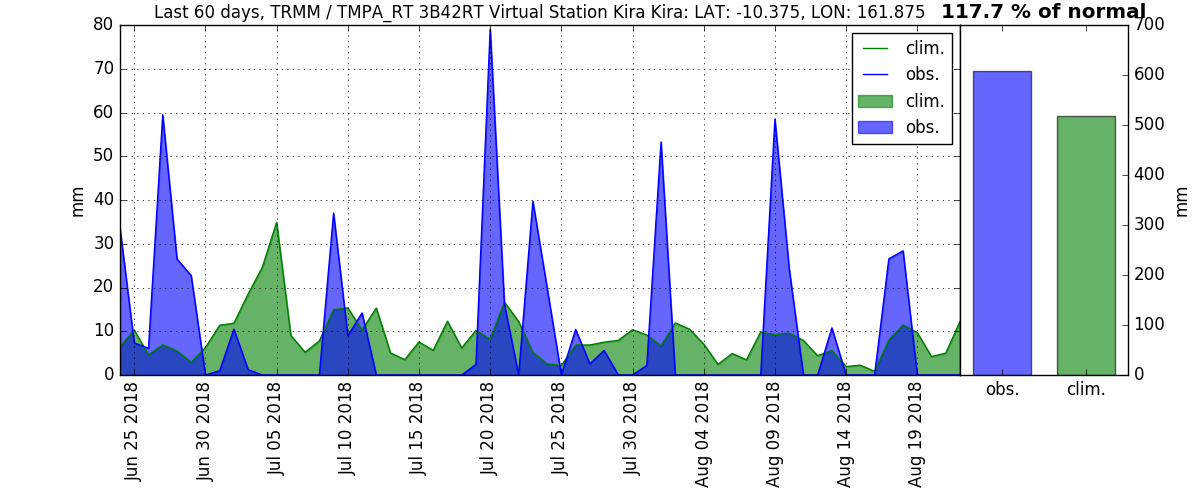 Last 60 days, TRMM / TMPA_RT 3B42RT Virtual Station Kira Kira: LAT: -10.375, LON: 161.875
117.7 % of normal
80
70
60
50
40
30
20
10
0
mm
clim.
obs.
clim.
obs.
Jun 25 2018
Jun 30 2018
Jul 05 2018
Jul 10 2018
Jul 15 2018
Jul 20 2018
Jul 25 2018
Jul 30 2018
Aug 04 2018
Aug 09 2018
Aug 14 2018
Aug 19 2018
700
600
500
400
300
200
100
0
mm
obs.
clim.